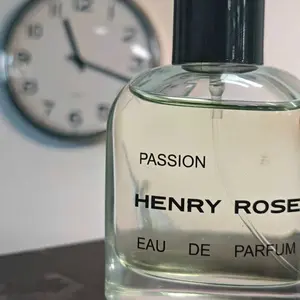 PASSION
HENRY ROSE
EAU DE PARFUM